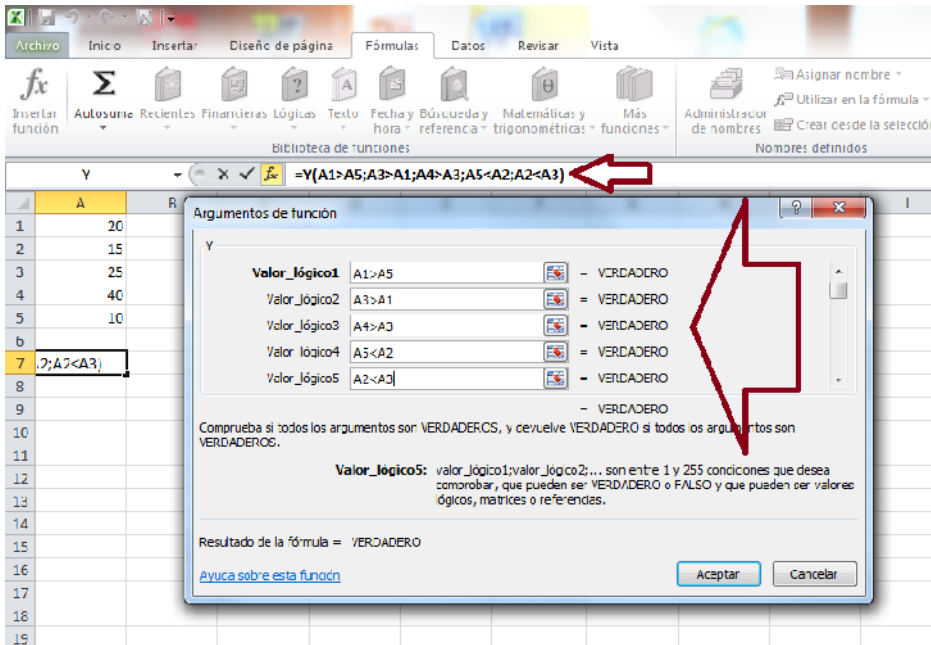 Archivo Inicio Insertar Diseño de página Fórmulas Datos Revisar Vista
fx Σ ? A θ
Insertar función Autosuma Recientes Financieras Lógicas Texto Fecha y hora Búsqueda y referencia Matemáticas y trigonométricas Más funciones
Administrador de nombres
Asignar nombre
Utilizar en la fórmula
Crear desde la selección
Biblioteca de funciones Nombres definidos
Y fx =Y(A1>A5;A3>A1;A4>A3;A5<A2;A2<A3)
A B I
1 20
2 15
3 25
4 40
5 10
6
7 .2;A2<A3)
8
9
10
11
12
13
14
15
16
17
18
19
Argumentos de función
Y
Valor_lógico1 A1>A5 = VERDADERO
Valor_lógico2 A3>A1 = VERDADERO
Valor_lógico3 A4>A3 = VERDADERO
Valor_lógico4 A5<A2 = VERDADERO
Valor_lógico5 A2<A3 = VERDADERO
= VERDADERO
Comprueba si todos los argumentos son VERDADEROS, y devuelve VERDADERO si todos los argumentos son
VERDADEROS.
Valor_lógico5: valor_lógico1;valor_lógico2;... son entre 1 y 255 condiciones que desea
comprobar, que pueden ser VERDADERO o FALSO y que pueden ser valores
lógicos, matrices o referencias.
Resultado de la fórmula = VERDADERO
Ayuda sobre esta función
Aceptar Cancelar